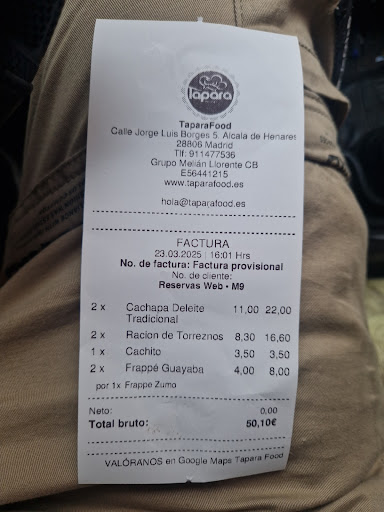 Tapara
TaparaFood
Calle Jorge Luis Borges 5. Alcala de Henares
28806 Madrid
Tlf: 911477536
Grupo Melián Llorente CB
E56441215
www.taparafood.es
hola@taparafood.es
FACTURA
23.03.2025 | 16:01 Hrs
No. de factura: Factura provisional
No. de cliente:
Reservas Web • M9
2 x Cachapa Deleite 11,00 22,00
Tradicional
2 x Racion de Torreznos 8,30 16,60
1 x Cachito 3,50 3,50
2 x Frappé Guayaba 4,00 8,00
por 1x Frappe Zumo
Neto: 0,00
Total bruto: 50,10€
VALÓRANOS en Google Maps Tapara Food